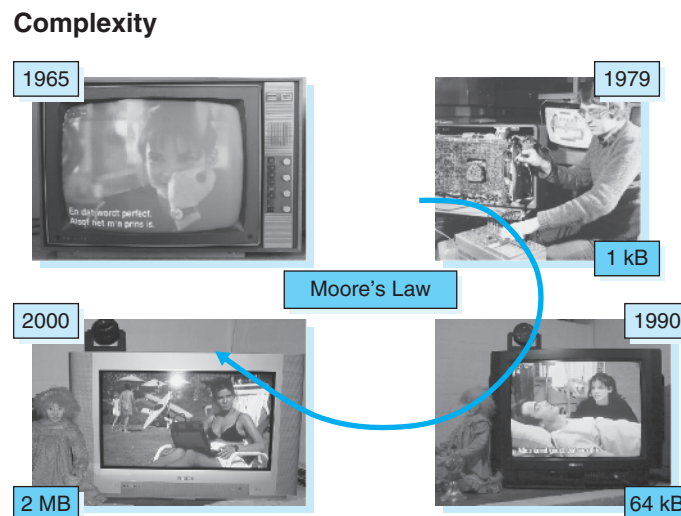 Complexity
1965
1979
En dat wordt perfect.
Alsof het m'n prins is.
1 kB
Moore's Law
2000
1990
2 MB
64 kB